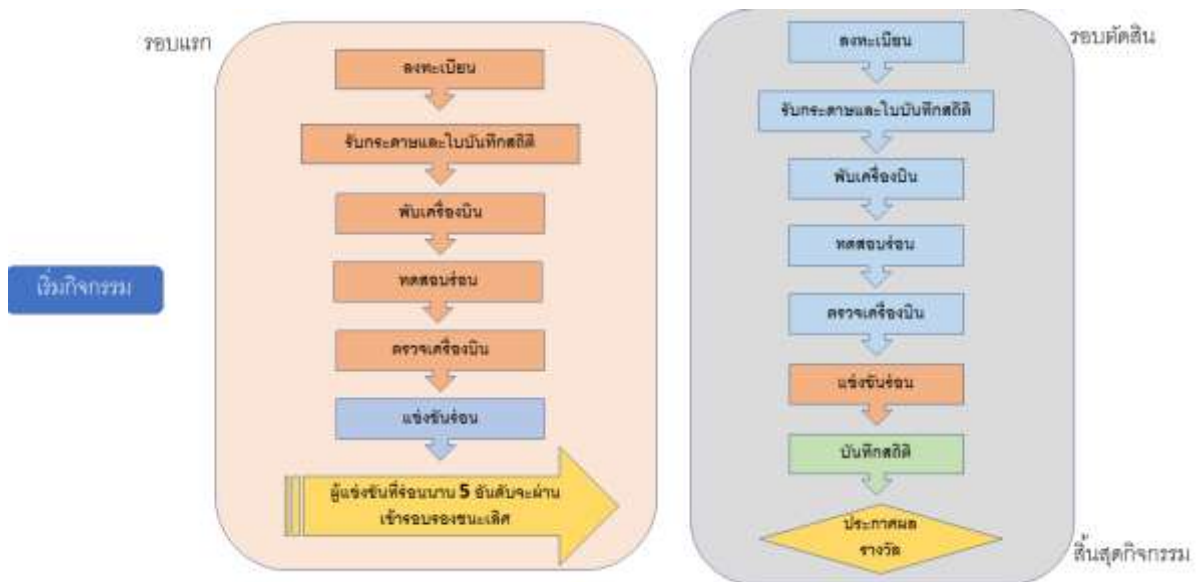 รอบแรก
ลงทะเบียน
รับกระดาษและใบบันทึกสถิติ
พับเครื่องบิน
ทดสอบร่อน
เริ่มกิจกรรม
ตรวจเครื่องบิน
แข่งขันร่อน
ผู้แข่งขันที่ร่อนนาน 5 อันดับจะผ่าน
เข้ารอบรองชนะเลิศ
รอบตัดสิน
ลงทะเบียน
รับกระดาษและใบบันทึกสถิติ
พับเครื่องบิน
ทดสอบร่อน
ตรวจเครื่องบิน
แข่งขันร่อน
บันทึกสถิติ
ประกาศผล
รางวัล
สิ้นสุดกิจกรรม